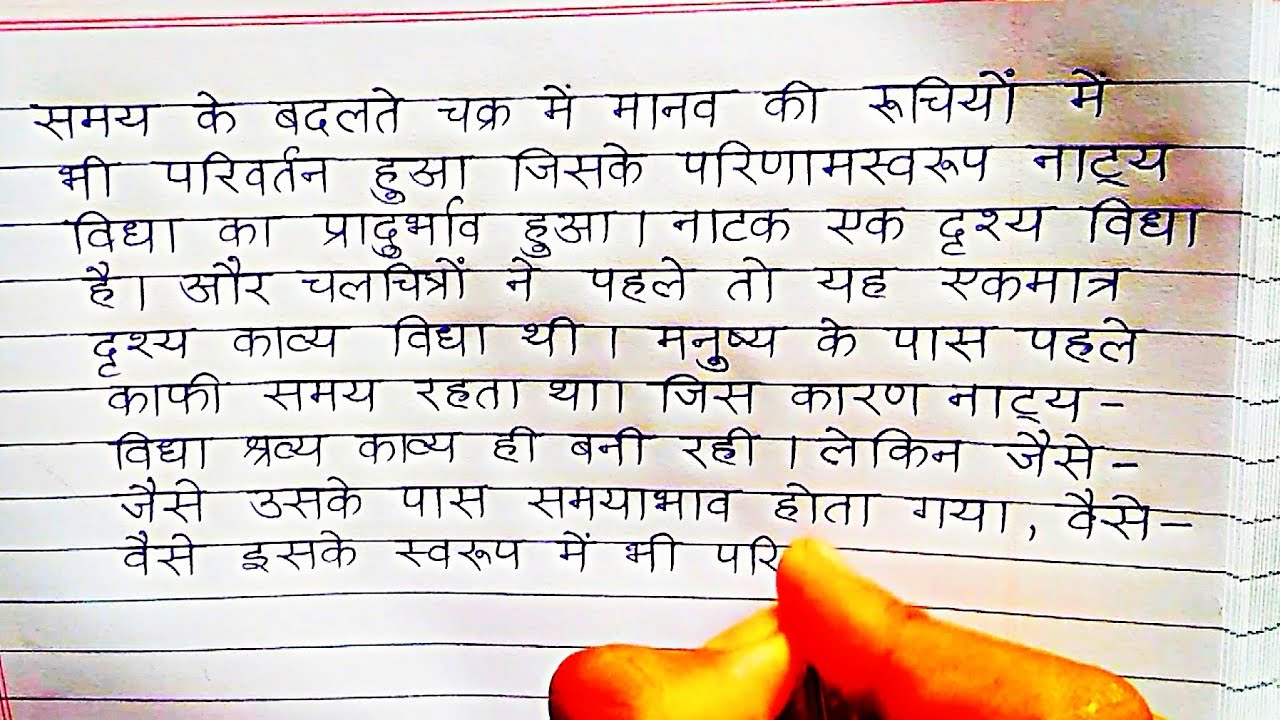 समय के बदलते चक्र में मानव की रूचियों में
भी परिवर्तन हुआ जिसके परिणामस्वरूप नाट्य
विधा का प्रादुर्भाव हुआ। नाटक एक दृश्य विधा
है। और चलचित्रों ने पहले तो यह एकमात्र
दृश्य काव्य विधा थी। मनुष्य के पास पहले
काफी समय रहता था। जिस कारण नाट्य-
विधा श्रव्य काव्य ही बनी रही। लेकिन जैसे-
जैसे उसके पास समयाभाव होता गया, वैसे-
वैसे इसके स्वरूप में भी परि